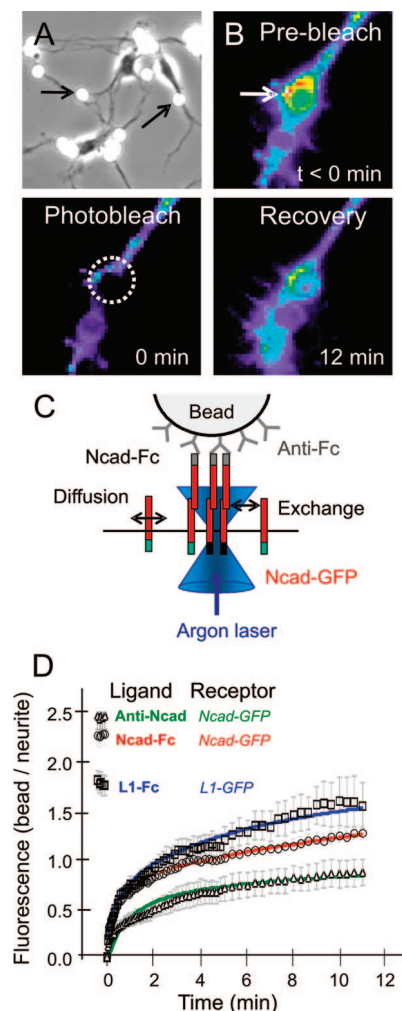 A
B
Pre-bleach
t < 0 min
Photobleach
0 min
Recovery
12 min
C
Bead
Ncad-Fc
Anti-Fc
Diffusion
Exchange
Ncad-GFP
Argon laser
D
Ligand Receptor
Anti-Ncad Ncad-GFP
Ncad-Fc Ncad-GFP
L1-Fc L1-GFP
Fluorescence (bead / neurite)
2.5
2.0
1.5
1.0
0.5
0.0
0 2 4 6 8 10 12
Time (min)